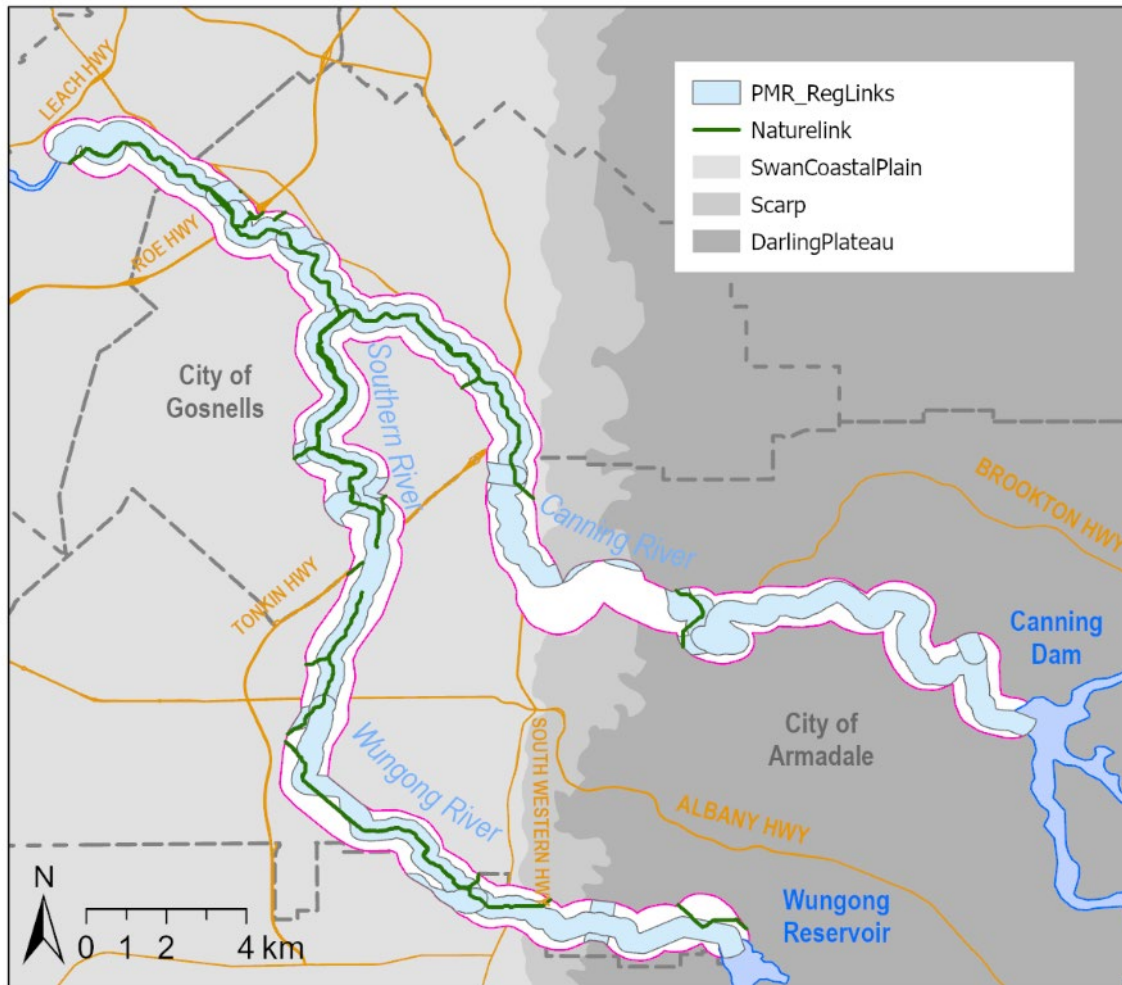 LEACH HWY
PMR_RegLinks
Naturelink
SwanCoastalPlain
Scarp
DarlingPlateau
ROE HWY
City of
Gosnells
Southern River
Canning River
BROOKTON HWY
TONKIN HWY
Canning
Dam
City of
Armadale
SOUTH WESTERN HWY
Wungong River
ALBANY HWY
Wungong
Reservoir
N
0 1 2 4 km